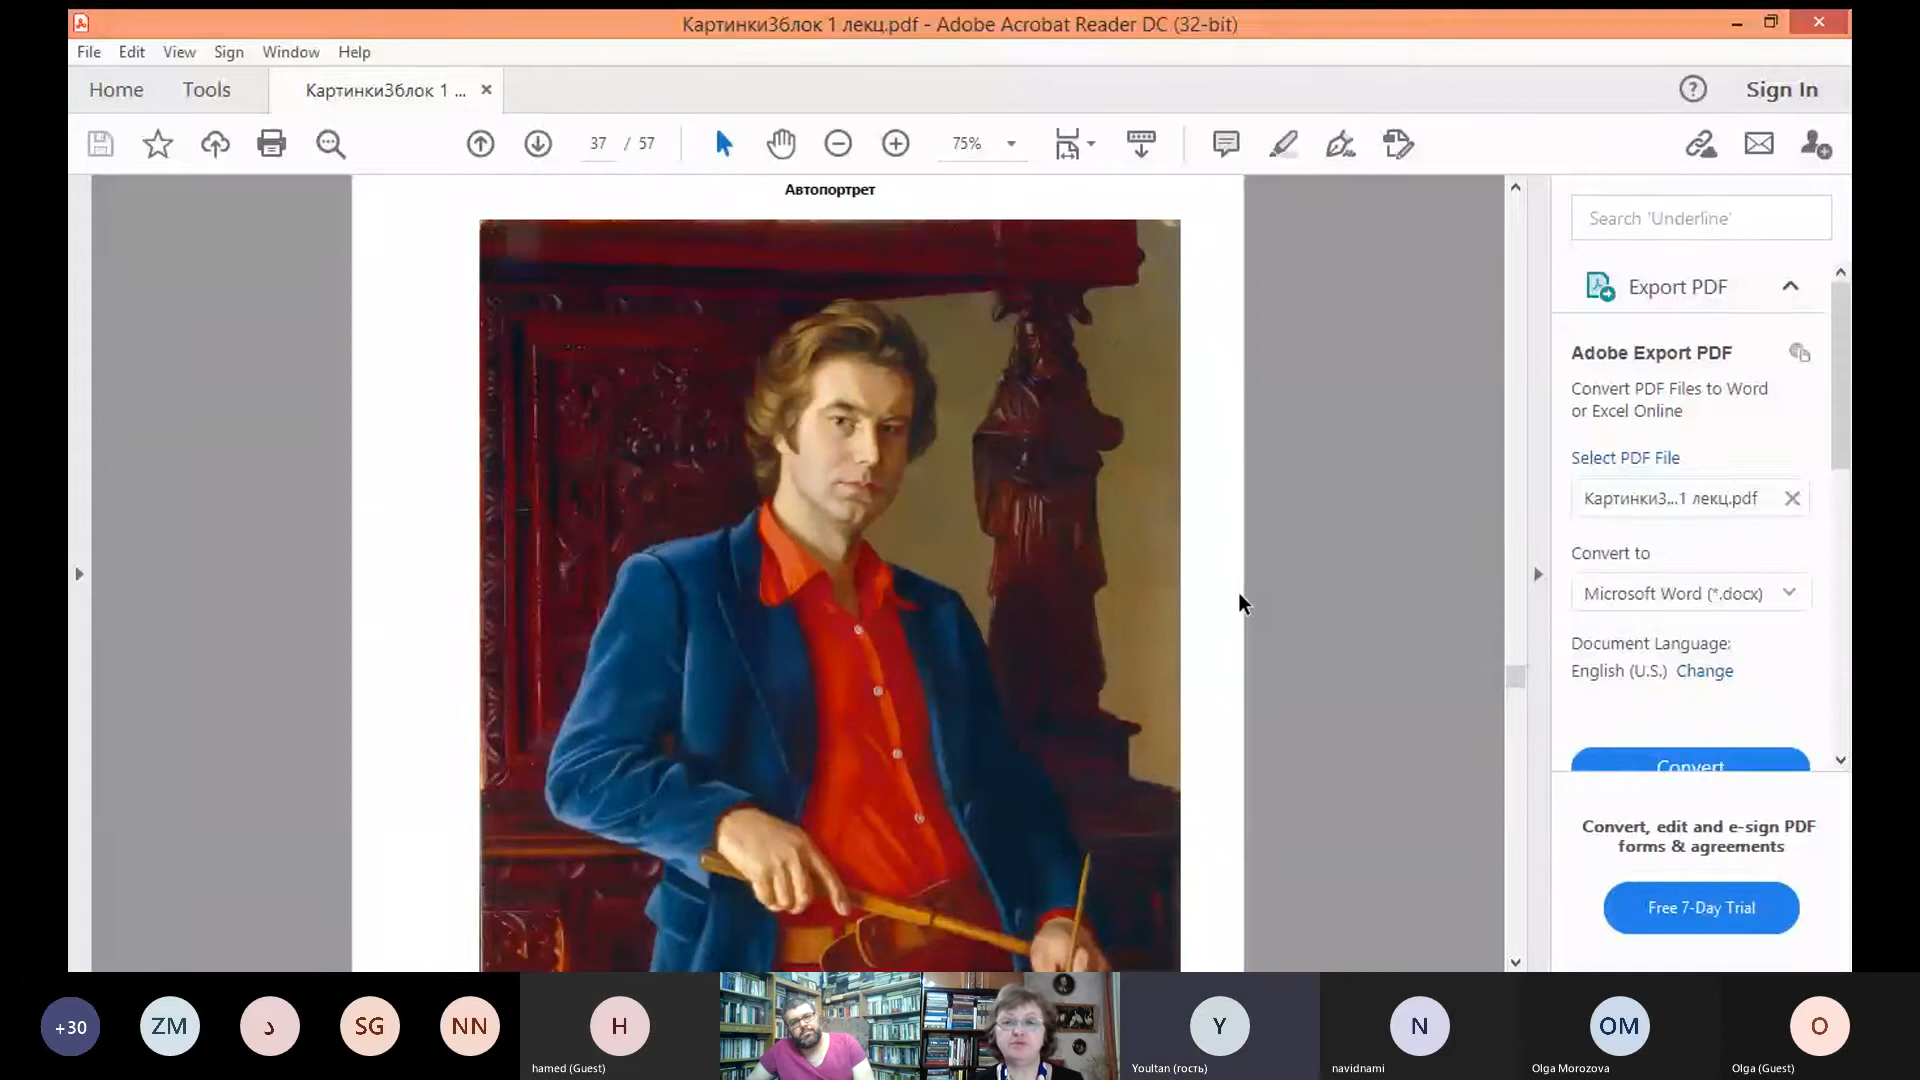 Картинки3блок 1 лекц.pdf - Adobe Acrobat Reader DC (32-bit)
File Edit View Sign Window Help
Home Tools Картинки3блок 1 ... Sign In
37 / 57 75%
Автопортрет
Search 'Underline'
Export PDF
Adobe Export PDF
Convert PDF Files to Word
or Excel Online
Select PDF File
Картинки3...1 лекц.pdf
Convert to
Microsoft Word (*.docx)
Document Language:
English (U.S.) Change
Convert
Convert, edit and e-sign PDF
forms & agreements
Free 7-Day Trial
+30 ZM د SG NN H Y N OM O
hamed (Guest) Youltan (гость) navidnami Olga Morozova Olga (Guest)